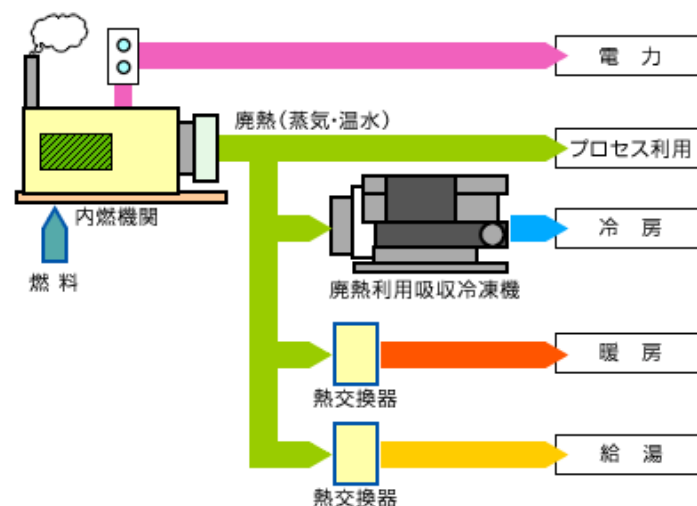 電力
廃熱(蒸気・温水)
プロセス利用
内燃機関
冷房
燃料
廃熱利用吸収冷凍機
暖房
熱交換器
給湯
熱交換器